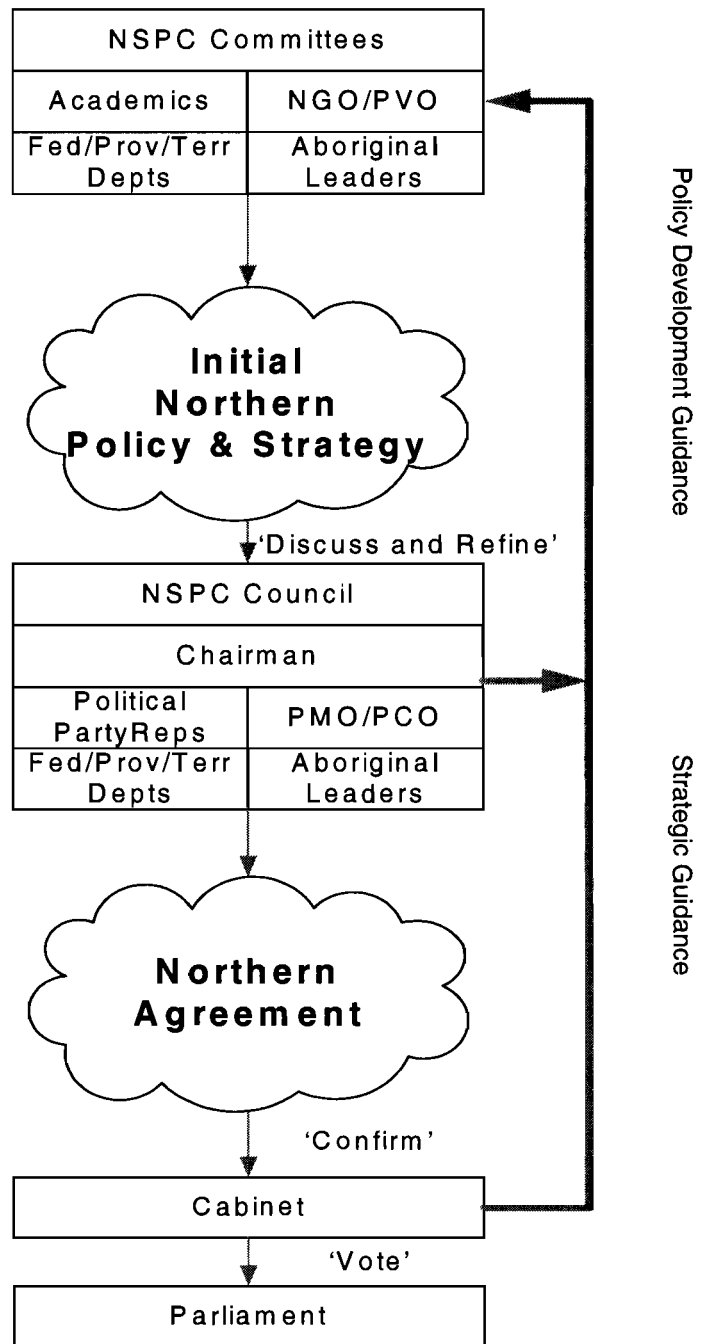 NSPC Committees
Academics
NGO/PVO
Fed/Prov/Terr
Depts
Aboriginal
Leaders
Policy Development Guidance
Initial
Northern
Policy & Strategy
‘Discuss and Refine’
NSPC Council
Chairman
Political
PartyReps
PMO/PCO
Fed/Prov/Terr
Depts
Aboriginal
Leaders
Strategic Guidance
Northern
Agreement
‘Confirm’
Cabinet
‘Vote’
Parliament